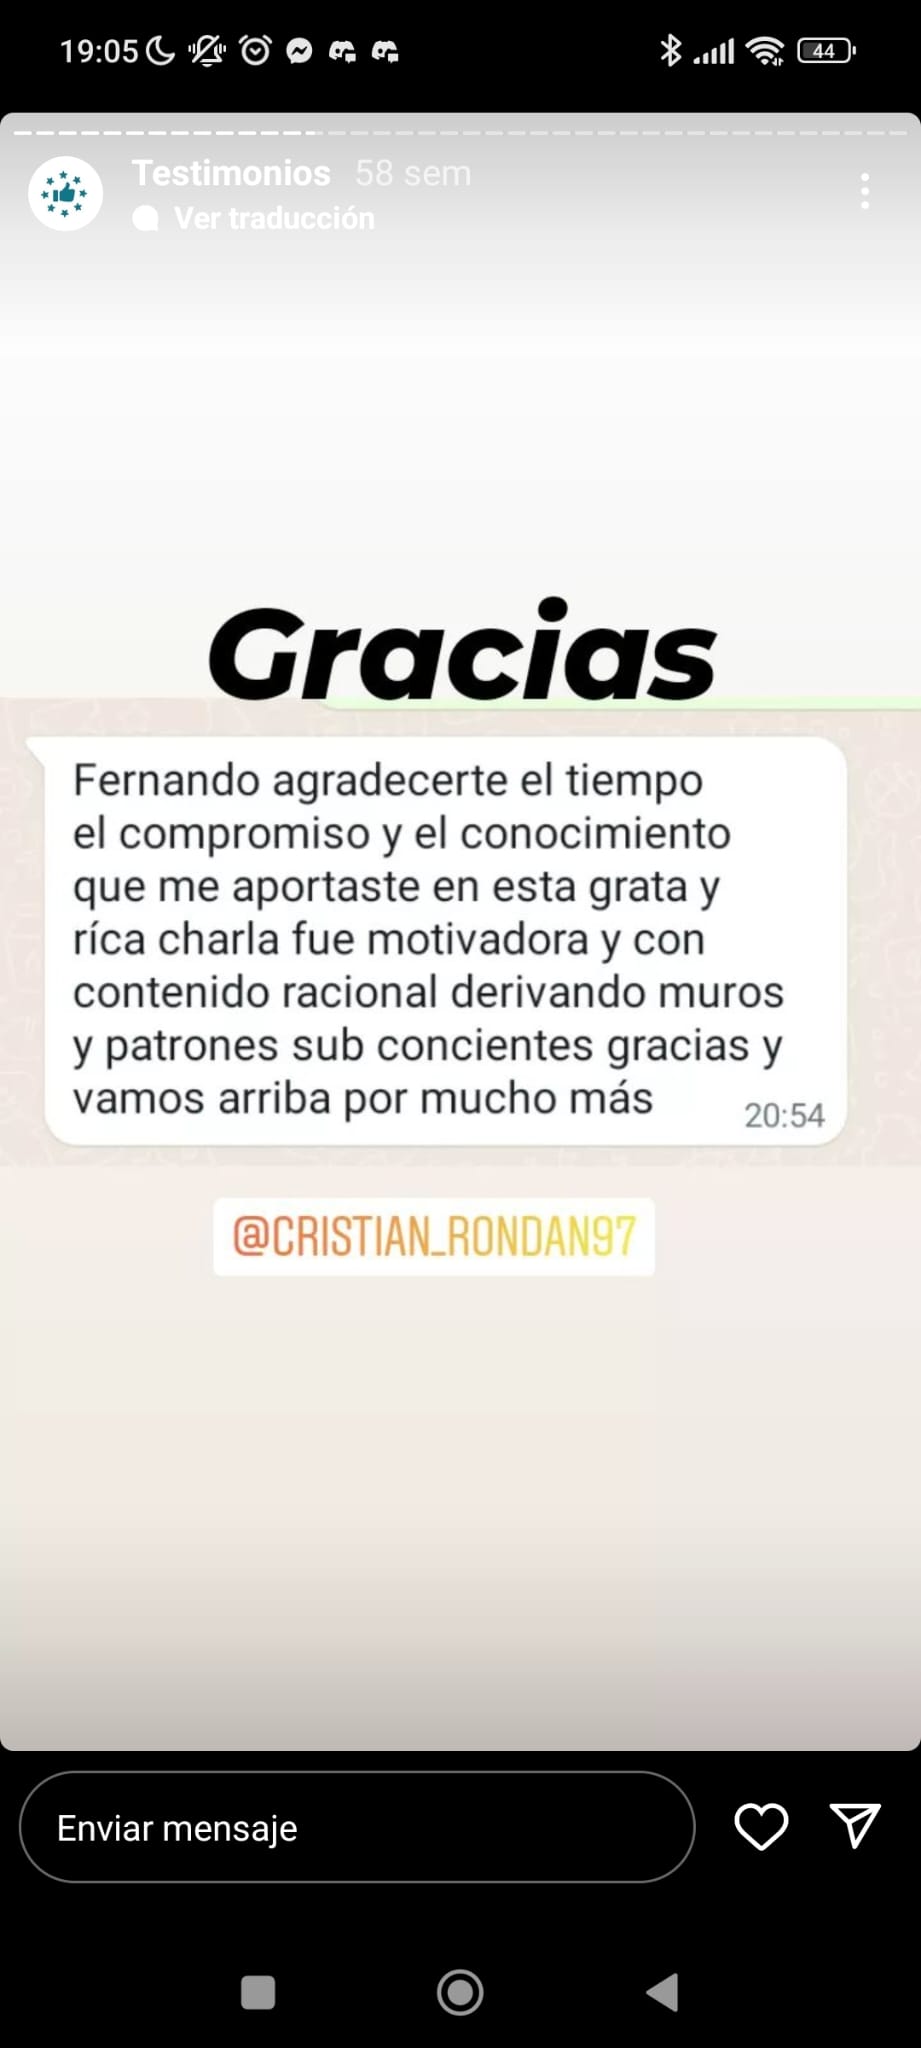 19:05
44
Testimonios 58 sem
Ver traducción
Gracias
Fernando agradecerte el tiempo
el compromiso y el conocimiento
que me aportaste en esta grata y
ríca charla fue motivadora y con
contenido racional derivando muros
y patrones sub concientes gracias y
vamos arriba por mucho más
20:54
@CRISTIAN_RONDAN97
Enviar mensaje